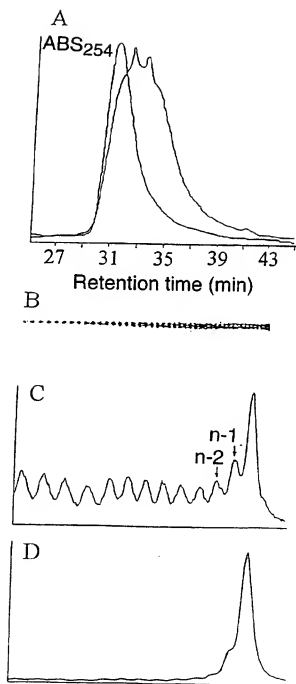 A
ABS254
27 31 35 39 43
Retention time (min)
B
C
n-1
n-2
D